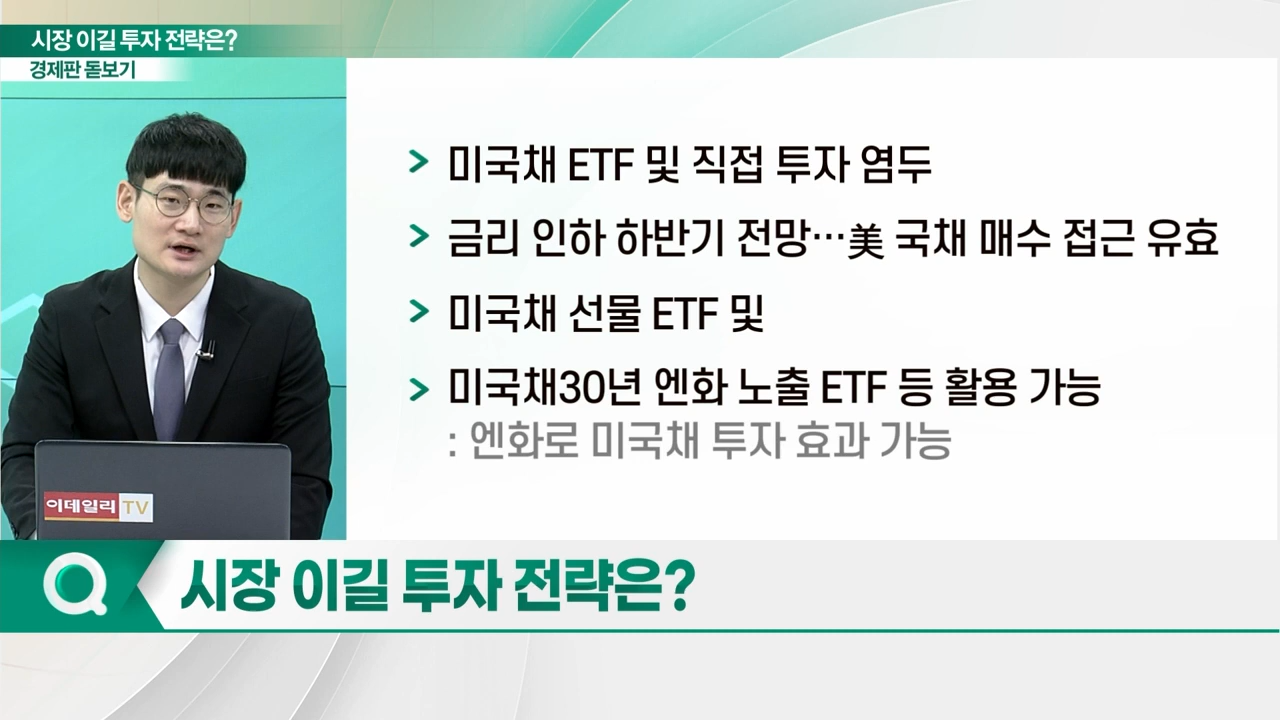 시장 이길 투자 전략은?
경제판 돋보기
> 미국채 ETF 및 직접 투자 염두
> 금리 인하 하반기 전망…美 국채 매수 접근 유효
> 미국채 선물 ETF 및
> 미국채30년 엔화 노출 ETF 등 활용 가능
: 엔화로 미국채 투자 효과 가능
이데일리 TV
시장 이길 투자 전략은?